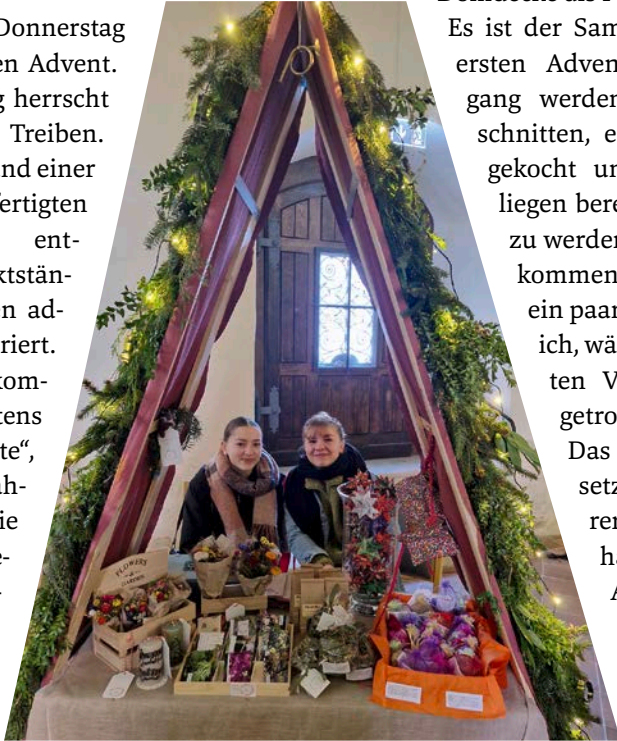 Donnerstag
en Advent.
g herrscht
Treiben.
nd einer
ertigten
ent-
ktstän-
en ad-
riert.
kom-
tens
te“,
ie
e-
-
Es ist der Sam
ersten Adven
gang werden
schnitten, e
gekocht un
liegen bere
zu werden
kommen
ein paar
ich, wä
ten V
getro
Das
setz
ren
A
FLOWERS
&
GARDEN